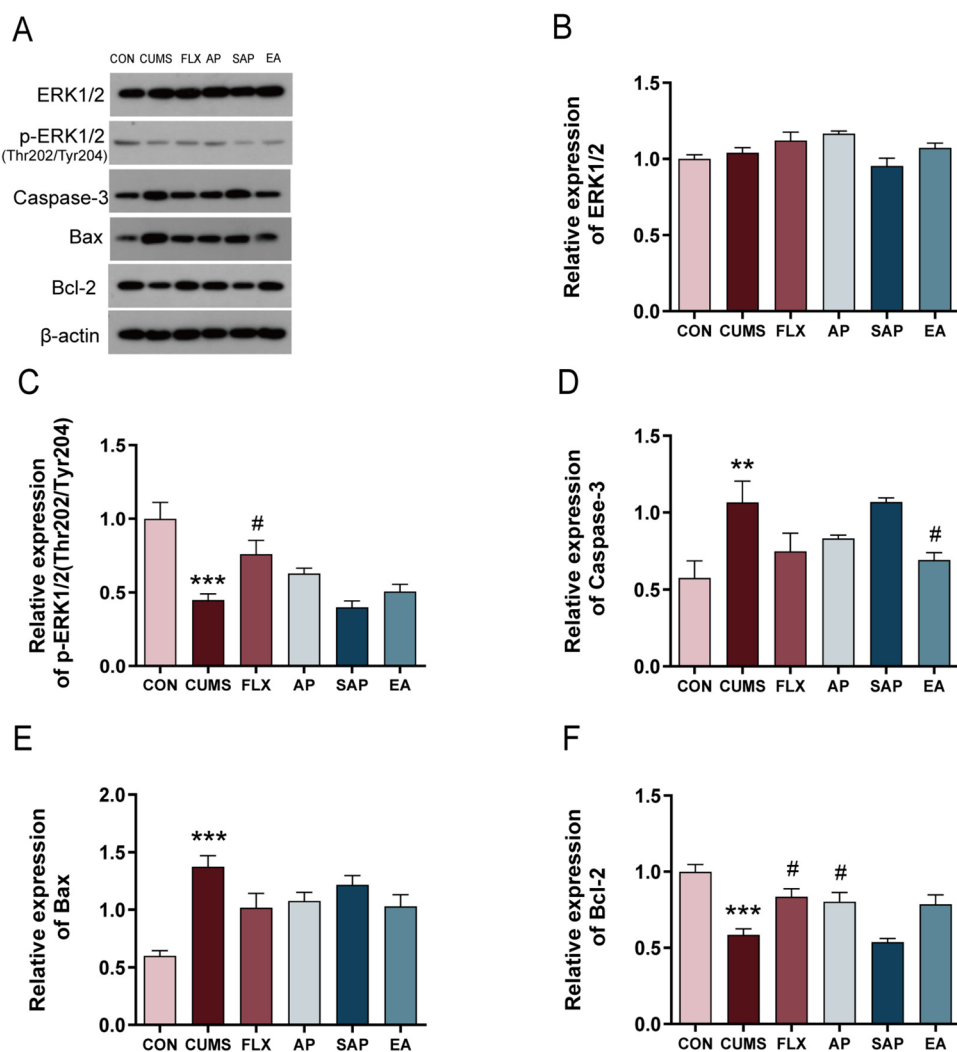 A
CON CUMS FLX AP SAP EA
ERK1/2
p-ERK1/2
(Thr202/Tyr204)
Caspase-3
Bax
Bcl-2
β-actin
B
Relative expression
of ERK1/2
1.5
1.0
0.5
0.0
CON CUMS FLX AP SAP EA
C
Relative expression
of p-ERK1/2(Thr202/Tyr204)
1.5
1.0
0.5
0.0
***
#
CON CUMS FLX AP SAP EA
D
Relative expression
of Caspase-3
1.5
1.0
0.5
0.0
**
#
CON CUMS FLX AP SAP EA
E
Relative expression
of Bax
2.0
1.5
1.0
0.5
0.0
***
CON CUMS FLX AP SAP EA
F
Relative expression
of Bcl-2
1.5
1.0
0.5
0.0
***
# #
CON CUMS FLX AP SAP EA